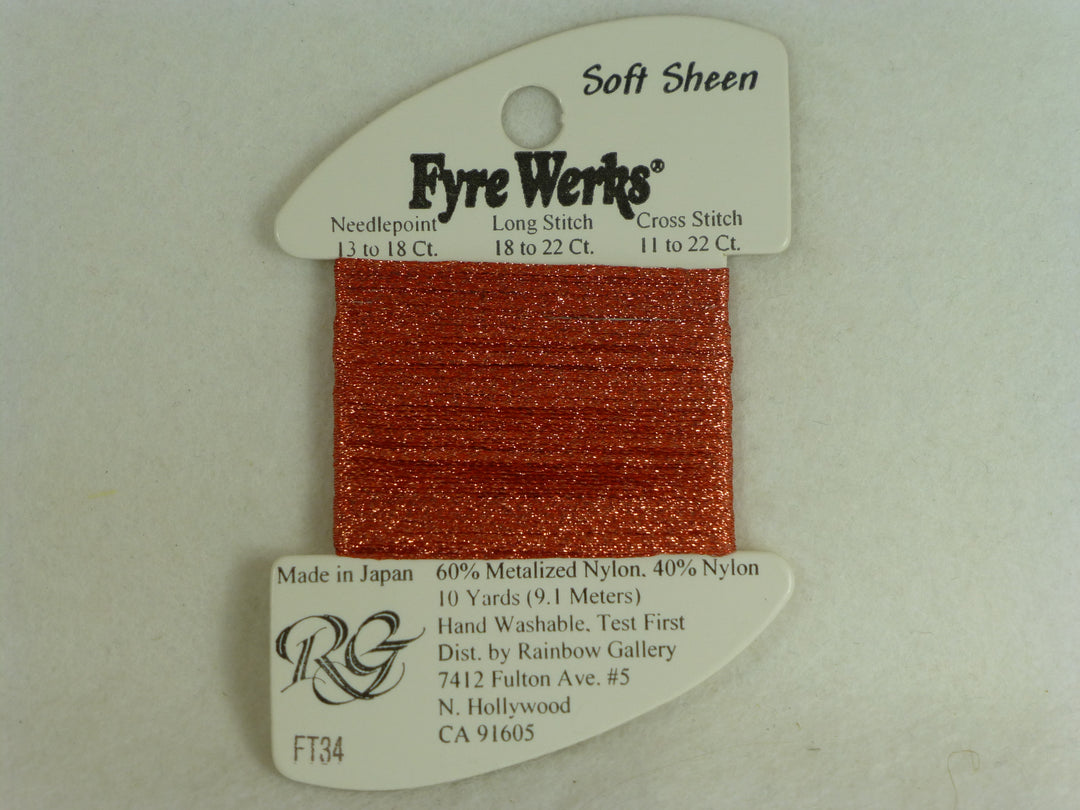 Soft Sheen
Fyre Werks®
Needlepoint Long Stitch Cross Stitch
13 to 18 Ct. 18 to 22 Ct. 11 to 22 Ct.
Made in Japan 60% Metalized Nylon, 40% Nylon
10 Yards (9.1 Meters)
Hand Washable, Test First
Dist. by Rainbow Gallery
7412 Fulton Ave. #5
N. Hollywood
CA 91605
RG
FT34